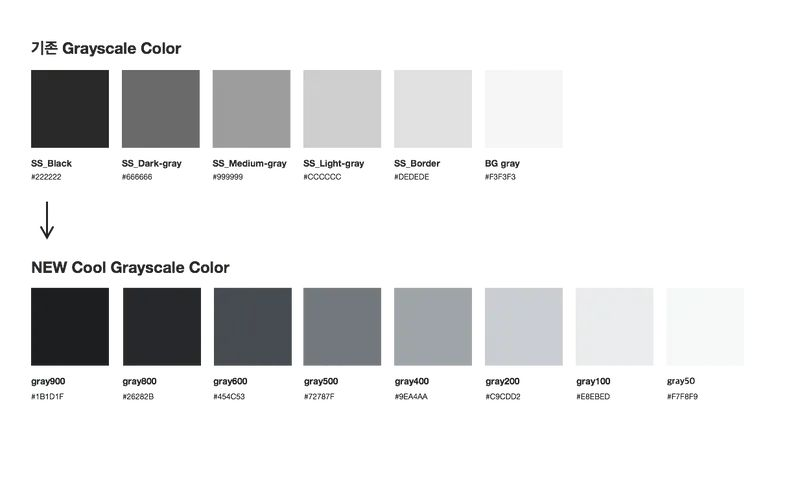 기존 Grayscale Color
SS_Black SS_Dark-gray SS_Medium-gray SS_Light-gray SS_Border BG gray
#222222 #666666 #999999 #CCCCCC #DEDEDE #F3F3F3
NEW Cool Grayscale Color
gray900 gray800 gray600 gray500 gray400 gray200 gray100 gray50
#1B1D1F #26282B #454C53 #72787F #9EA4AA #C9CDD2 #E8EBED #F7F8F9